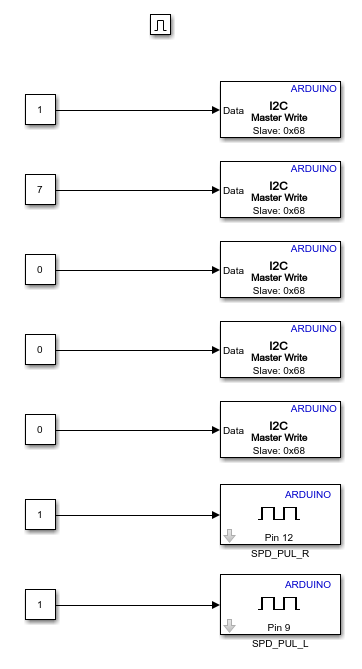 ARDUINO
1
Data
I2C
Master Write
Slave: 0x68
ARDUINO
7
Data
I2C
Master Write
Slave: 0x68
ARDUINO
0
Data
I2C
Master Write
Slave: 0x68
ARDUINO
0
Data
I2C
Master Write
Slave: 0x68
ARDUINO
0
Data
I2C
Master Write
Slave: 0x68
ARDUINO
1
Pin 12
SPD_PUL_R
ARDUINO
1
Pin 9
SPD_PUL_L